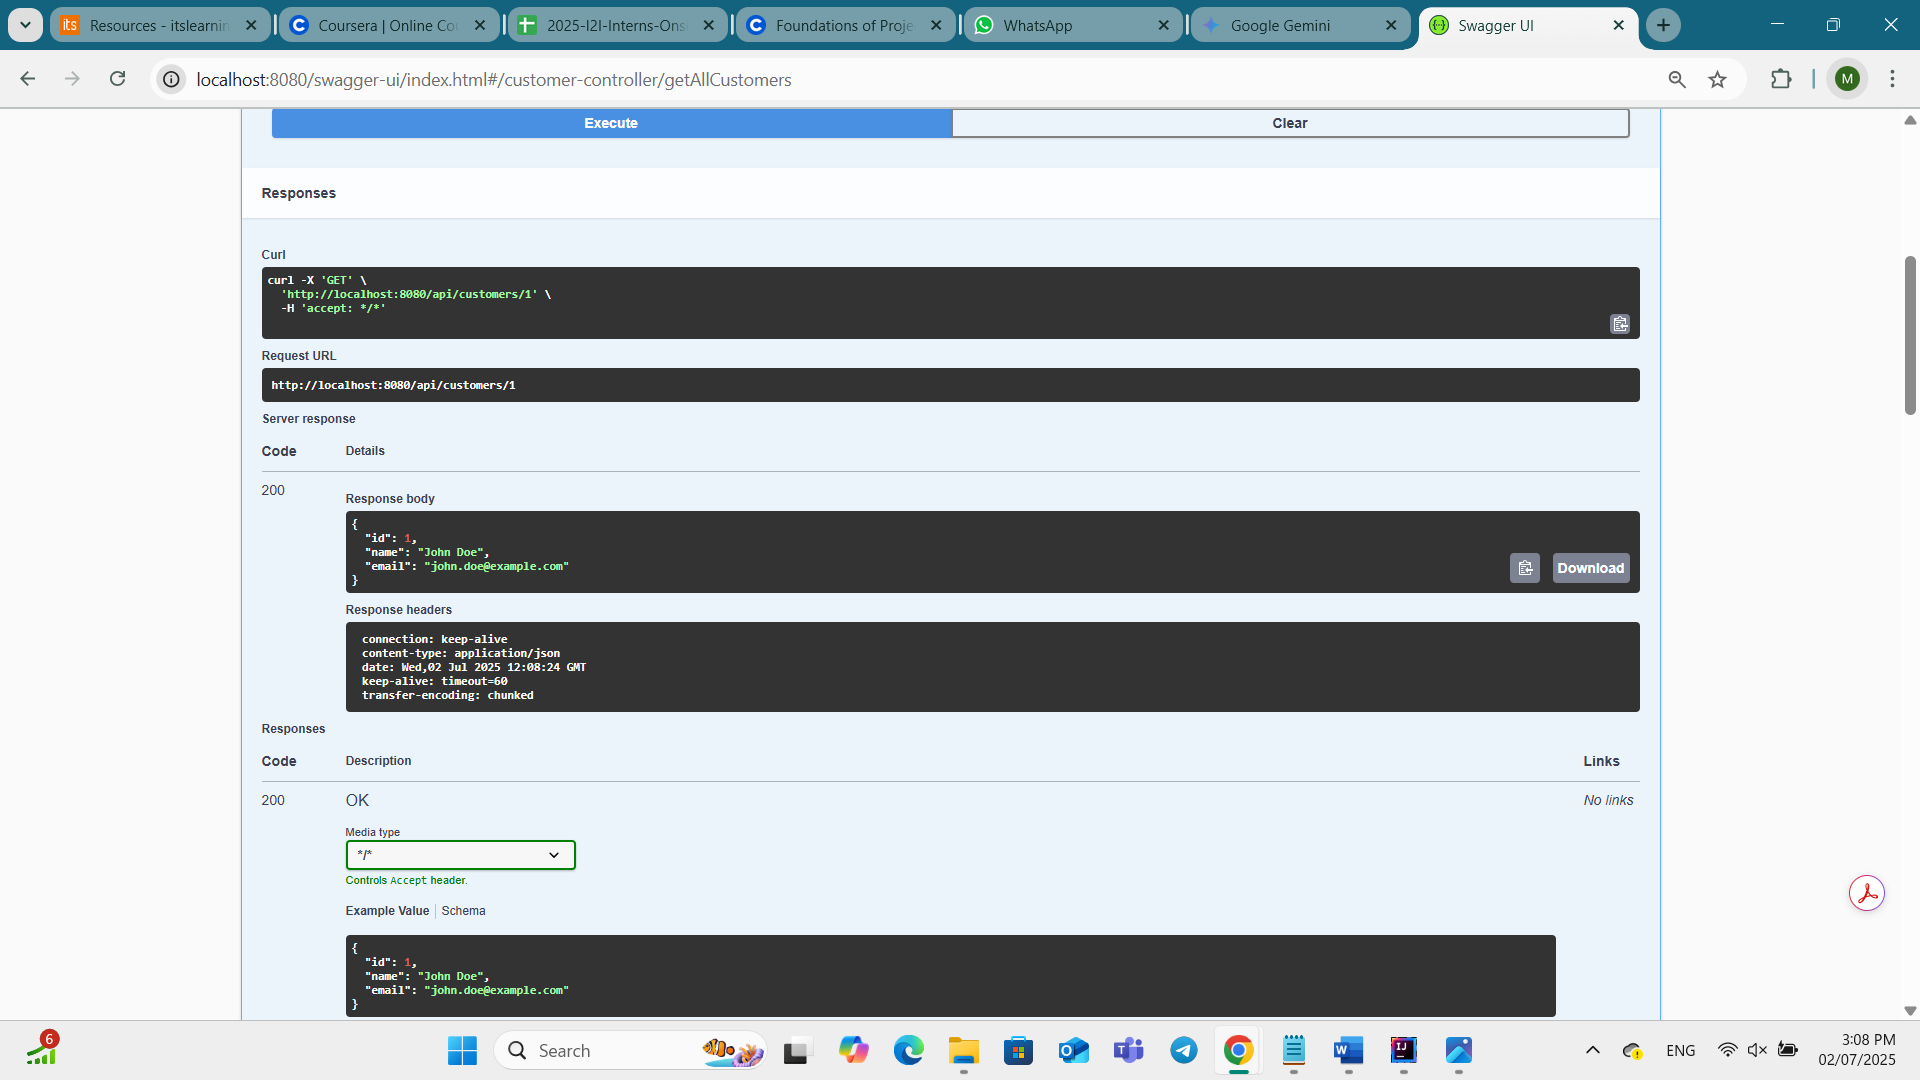 Resources - itslearnin
Coursera | Online Co
2025-I2I-Interns-Ons
Foundations of Proje
WhatsApp
Google Gemini
Swagger UI
localhost:8080/swagger-ui/index.html#/customer-controller/getAllCustomers
M
Execute
Clear
Responses
Curl
curl -X 'GET' \
'http://localhost:8080/api/customers/1' \
-H 'accept: */*'
Request URL
http://localhost:8080/api/customers/1
Server response
Code Details
200
Response body
{
"id": 1,
"name": "John Doe",
"email": "john.doe@example.com"
}
Download
Response headers
connection: keep-alive
content-type: application/json
date: Wed,02 Jul 2025 12:08:24 GMT
keep-alive: timeout=60
transfer-encoding: chunked
Responses
Code Description Links
200 OK No links
Media type
*/*
Controls Accept header.
Example Value Schema
{
"id": 1,
"name": "John Doe",
"email": "john.doe@example.com"
}
6
Search
ENG
3:08 PM
02/07/2025